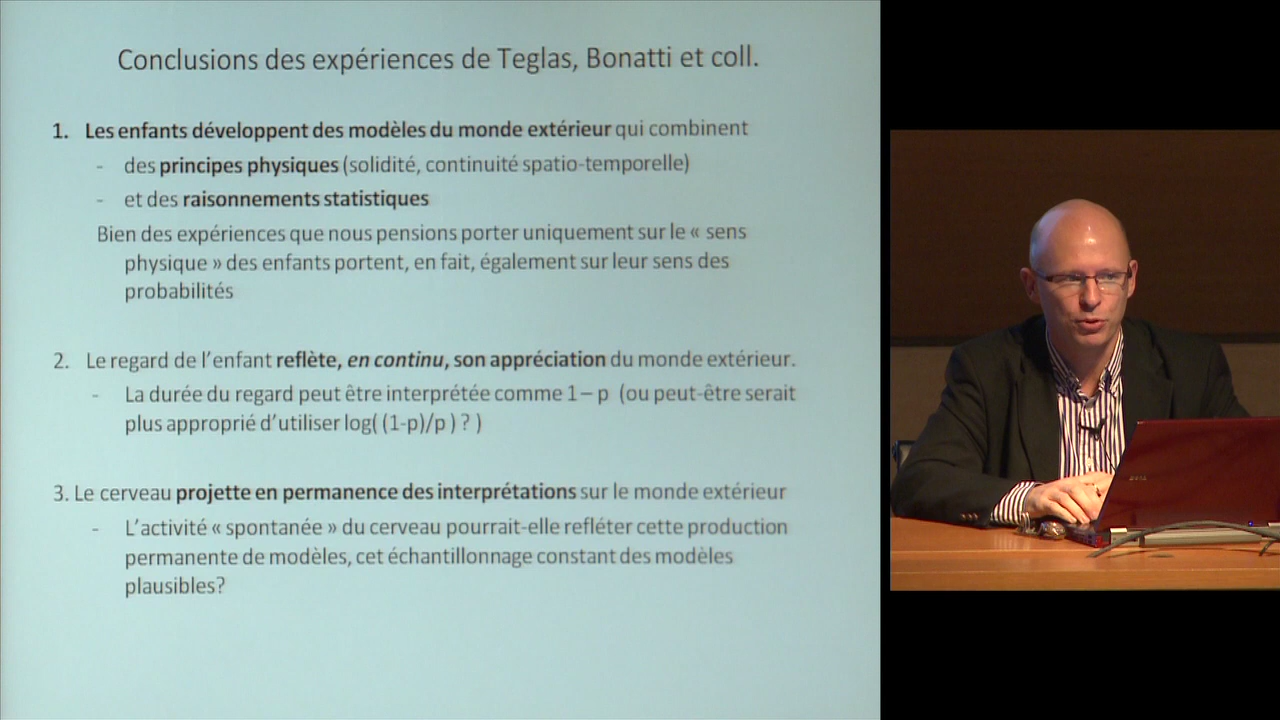 Conclusions des expériences de Teglas, Bonatti et coll.
1. Les enfants développent des modèles du monde extérieur qui combinent
- des principes physiques (solidité, continuité spatio-temporelle)
- et des raisonnements statistiques
Bien des expériences que nous pensions porter uniquement sur le « sens
physique » des enfants portent, en fait, également sur leur sens des
probabilités
2. Le regard de l'enfant reflète, en continu, son appréciation du monde extérieur.
- La durée du regard peut être interprétée comme 1 – p (ou peut-être serait
plus approprié d'utiliser log( (1-p)/p ) ? )
3. Le cerveau projette en permanence des interprétations sur le monde extérieur
- L'activité « spontanée » du cerveau pourrait-elle refléter cette production
permanente de modèles, cet échantillonnage constant des modèles
plausibles?